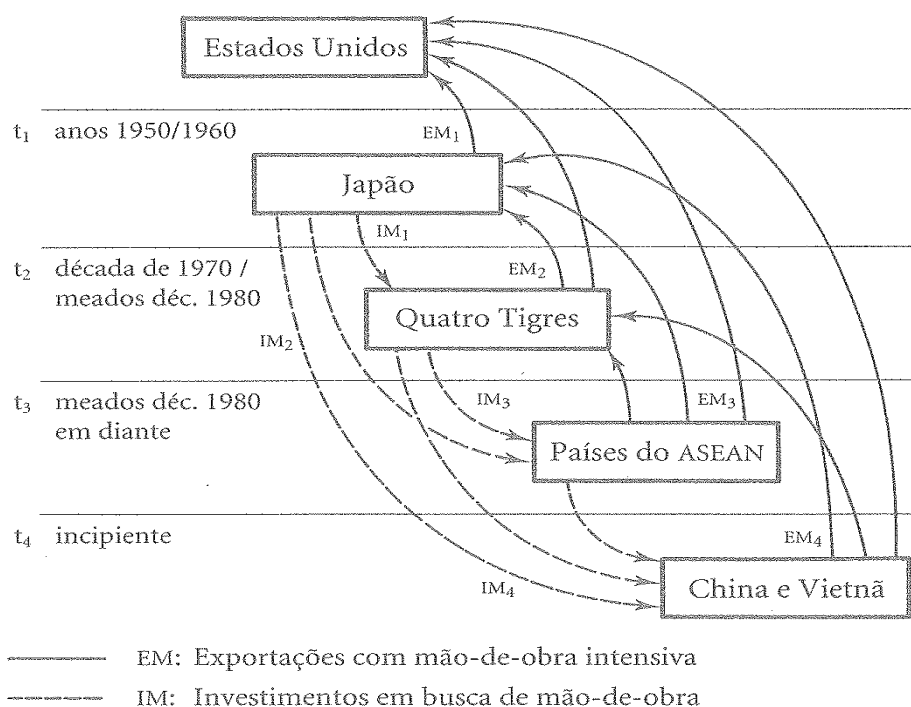 Estados Unidos
t₁ anos 1950/1960
EM₁
Japão
IM₁
t₂ década de 1970 /
meados déc. 1980
EM₂
Quatro Tigres
IM₂
t₃ meados déc. 1980
em diante
IM₃
EM₃
Países do ASEAN
t₄ incipiente
EM₄
IM₄
China e Vietnã
EM: Exportações com mão-de-obra intensiva
IM: Investimentos em busca de mão-de-obra